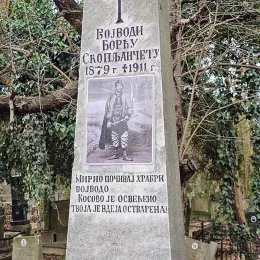 Војводи
Ђорђу
Скопљанчету
1879 г. ✝ 1911 г.
Мирно почивај храбри
војводо
Косово је освећено
твоја је идеја остварена!